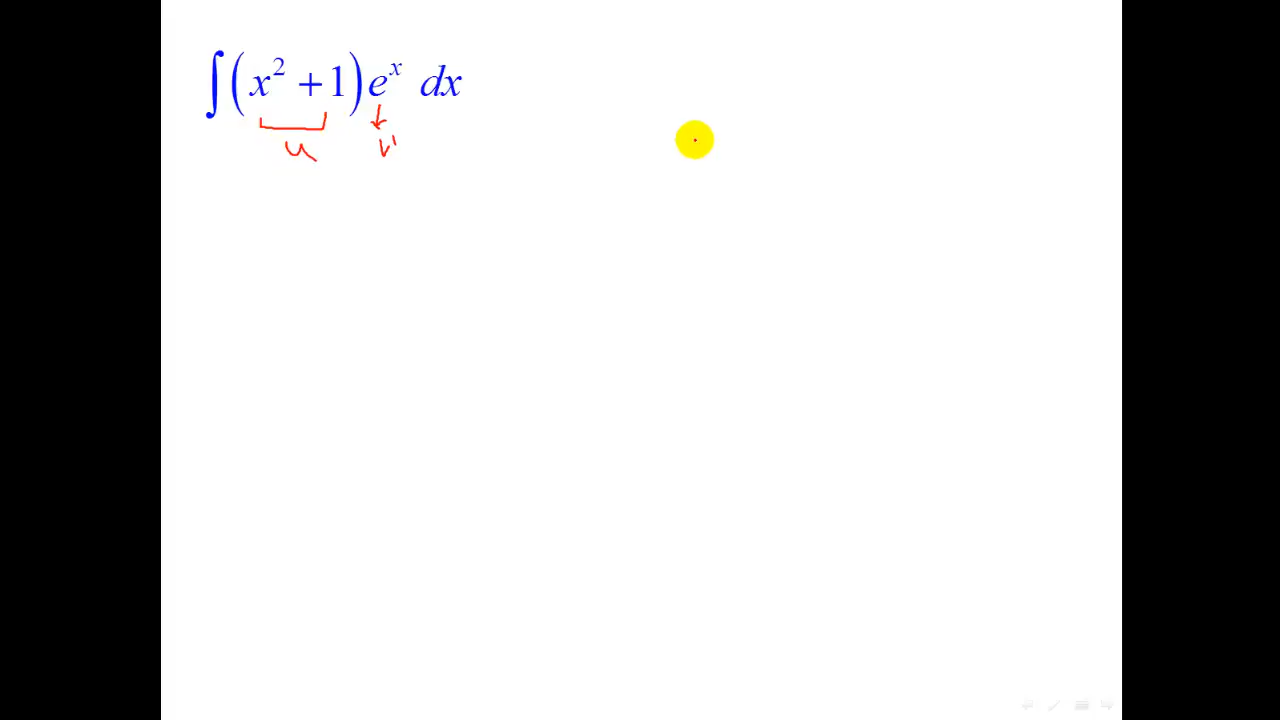 ∫(x² + 1)eˣ dx
u v'